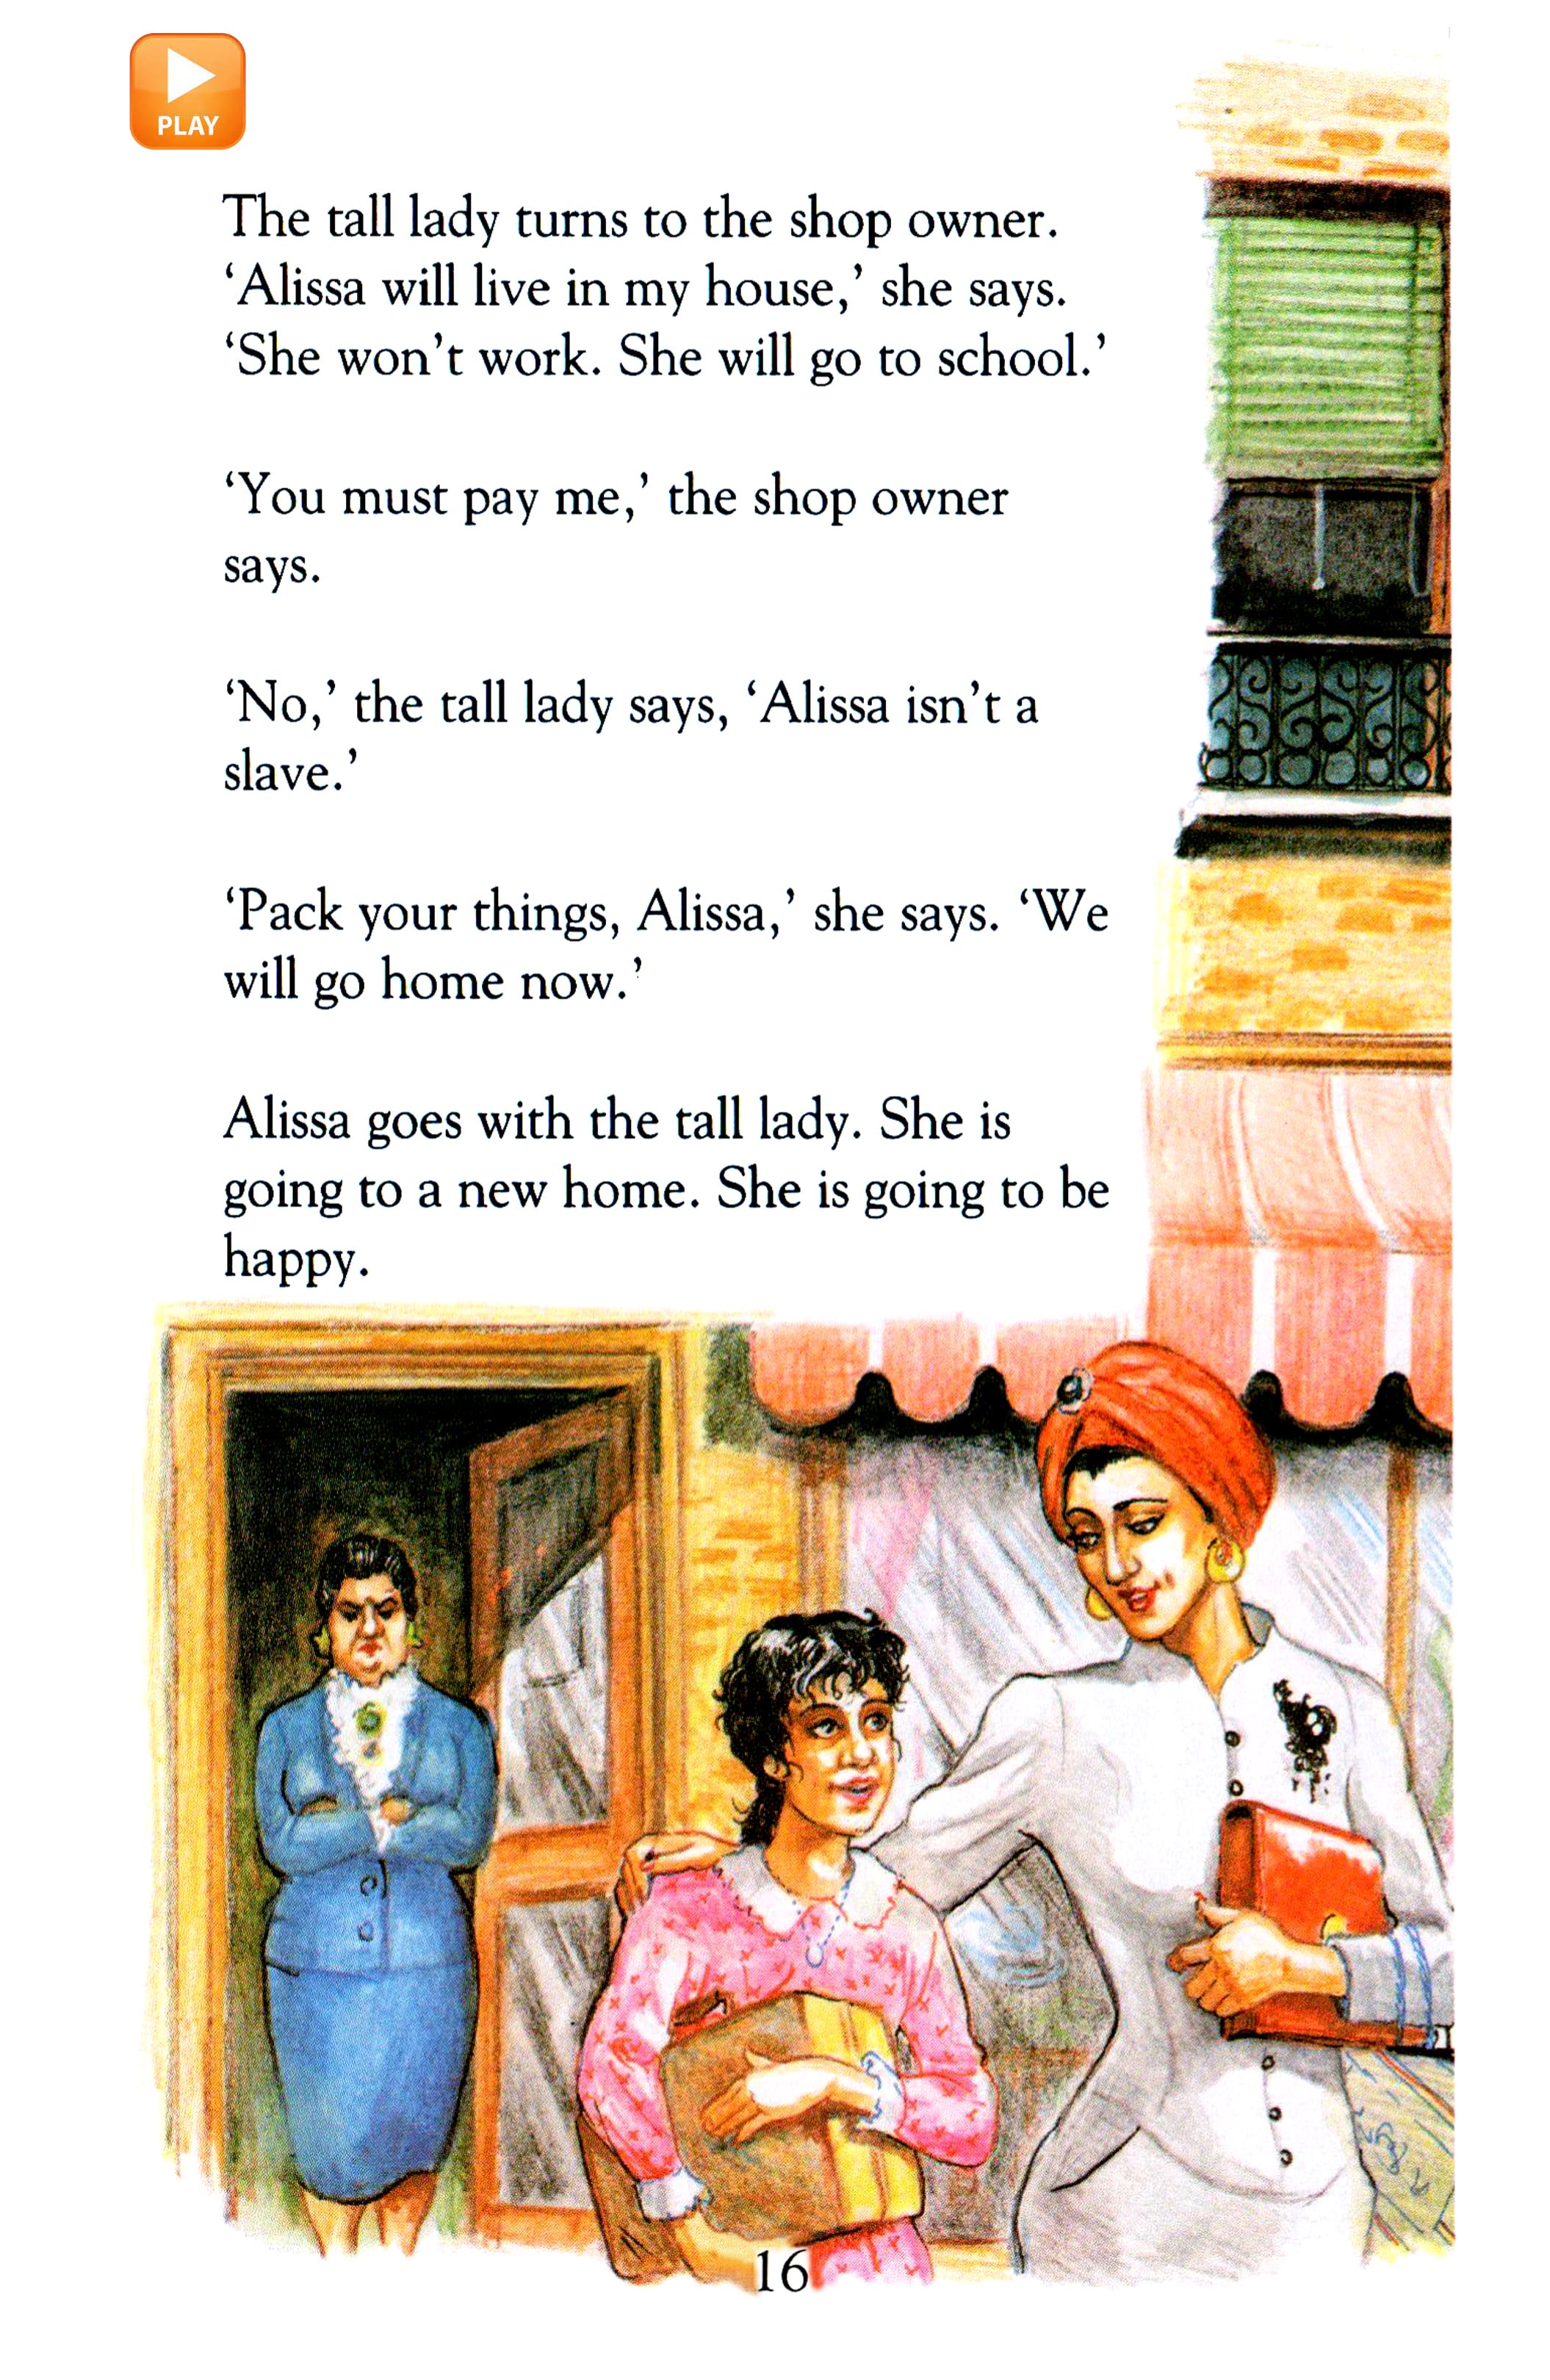 PLAY
The tall lady turns to the shop owner.
‘Alissa will live in my house,’ she says.
‘She won’t work. She will go to school.’
‘You must pay me,’ the shop owner
says.
‘No,’ the tall lady says, ‘Alissa isn’t a
slave.’
‘Pack your things, Alissa,’ she says. ‘We
will go home now.’
Alissa goes with the tall lady. She is
going to a new home. She is going to be
happy.
16